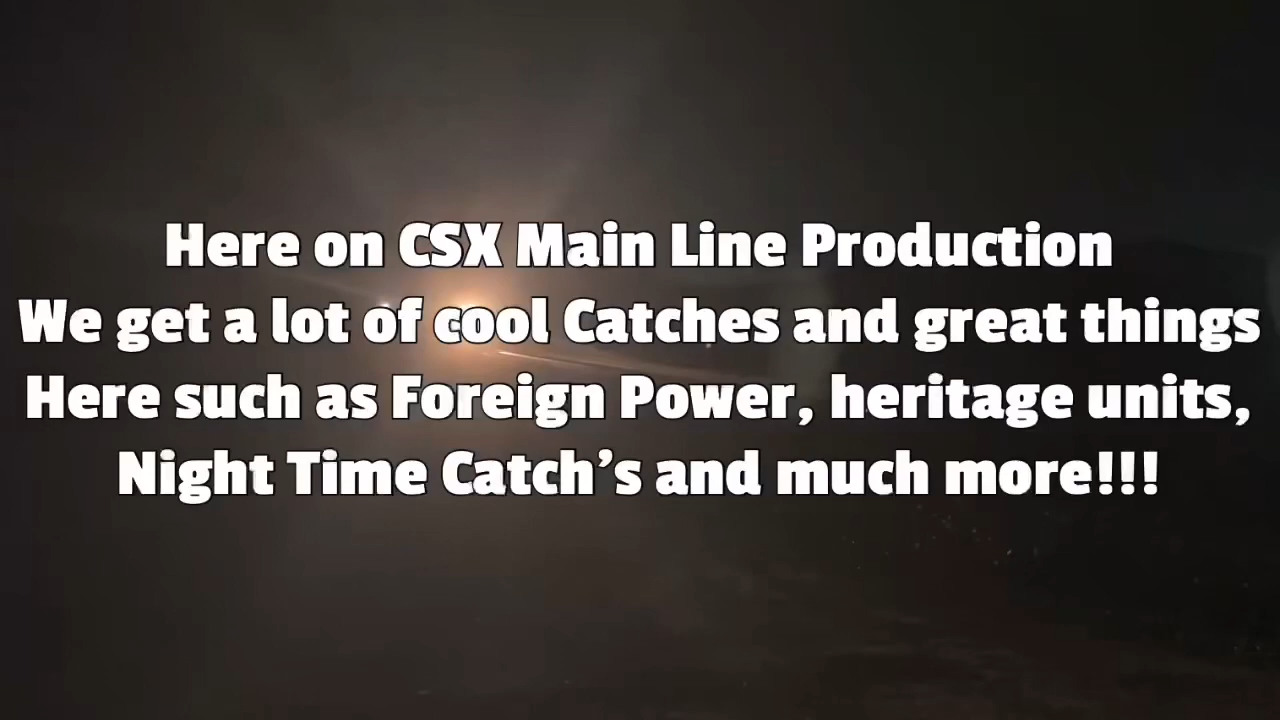 Here on CSX Main Line Production
We get a lot of cool Catches and great things
Here such as Foreign Power, heritage units,
Night Time Catch’s and much more!!!